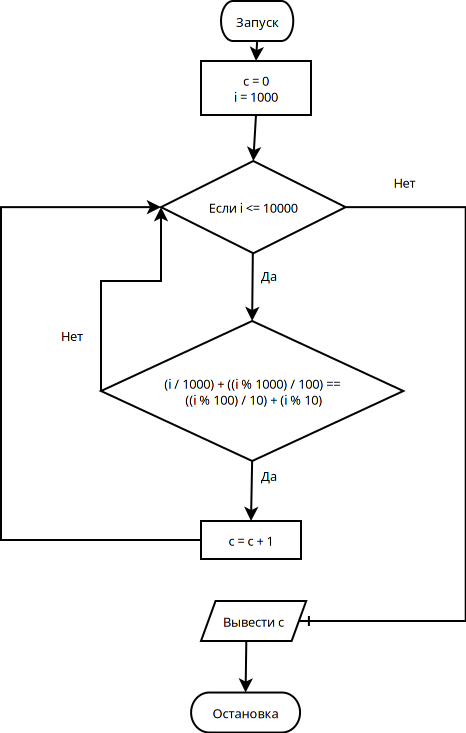 Запуск
c = 0
i = 1000
Если i <= 10000
Нет
Да
Нет
(i / 1000) + ((i % 1000) / 100) ==
((i % 100) / 10) + (i % 10)
Да
c = c + 1
Вывести c
Остановка